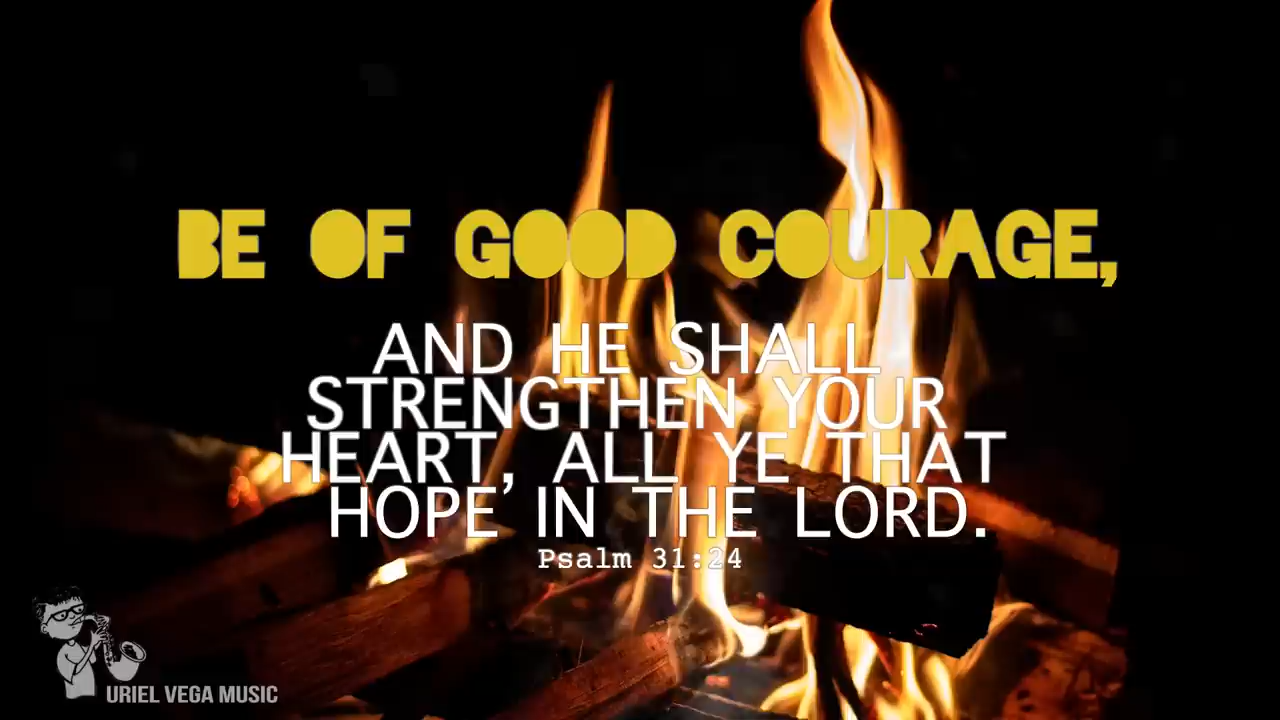 BE OF GOOD COURAGE,
AND HE SHALL
STRENGTHEN YOUR
HEART, ALL YE THAT
HOPE IN THE LORD.
Psalm 31:24
URIEL VEGA MUSIC